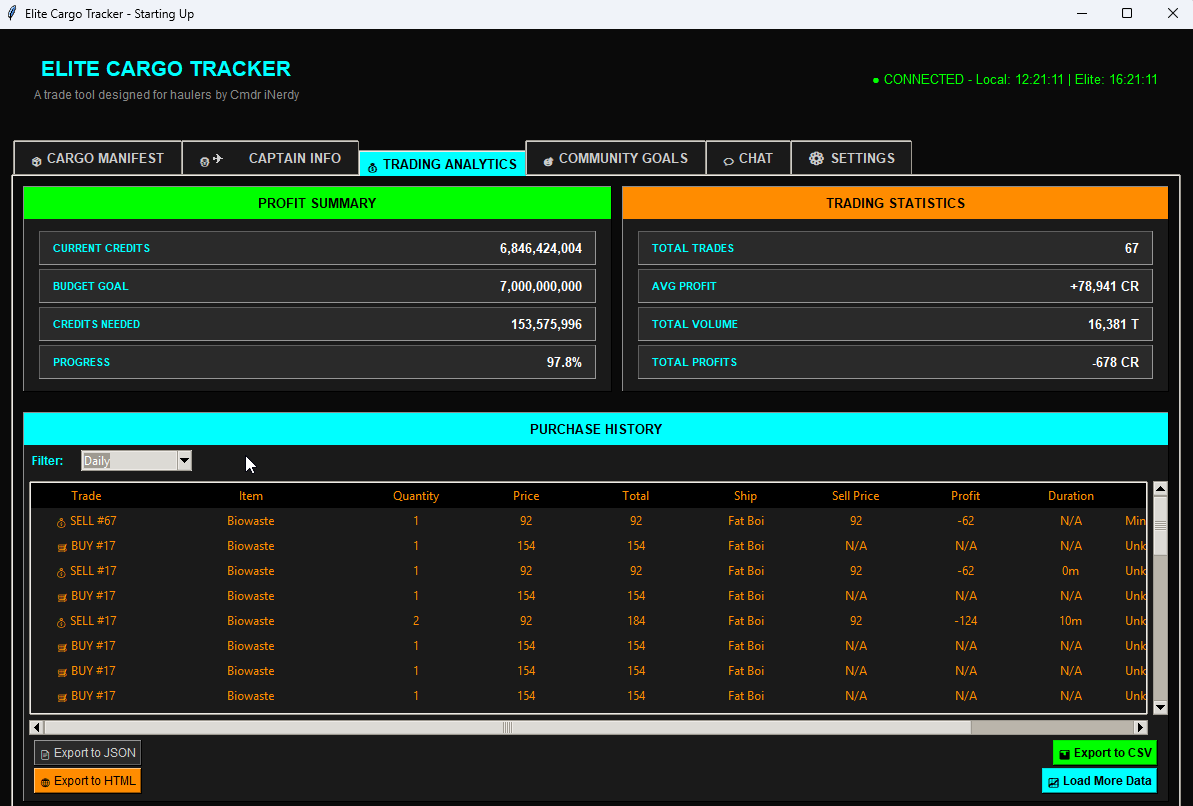 Elite Cargo Tracker - Starting Up
ELITE CARGO TRACKER
A trade tool designed for haulers by Cmdr iNerdy
● CONNECTED - Local: 12:21:11 | Elite: 16:21:11
CARGO MANIFEST CAPTAIN INFO TRADING ANALYTICS COMMUNITY GOALS CHAT SETTINGS
PROFIT SUMMARY
CURRENT CREDITS 6,846,424,004
BUDGET GOAL 7,000,000,000
CREDITS NEEDED 153,575,996
PROGRESS 97.8%
TRADING STATISTICS
TOTAL TRADES 67
AVG PROFIT +78,941 CR
TOTAL VOLUME 16,381 T
TOTAL PROFITS -678 CR
PURCHASE HISTORY
Filter: Daily
Trade Item Quantity Price Total Ship Sell Price Profit Duration
SELL #67 Biowaste 1 92 92 Fat Boi 92 -62 N/A Min
BUY #17 Biowaste 1 154 154 Fat Boi N/A N/A N/A Unk
SELL #17 Biowaste 1 92 92 Fat Boi 92 -62 0m Unk
BUY #17 Biowaste 1 154 154 Fat Boi N/A N/A N/A Unk
SELL #17 Biowaste 2 92 184 Fat Boi 92 -124 10m Unk
BUY #17 Biowaste 1 154 154 Fat Boi N/A N/A N/A Unk
BUY #17 Biowaste 1 154 154 Fat Boi N/A N/A N/A Unk
BUY #17 Biowaste 1 154 154 Fat Boi N/A N/A N/A Unk
Export to JSON Export to CSV
Export to HTML Load More Data